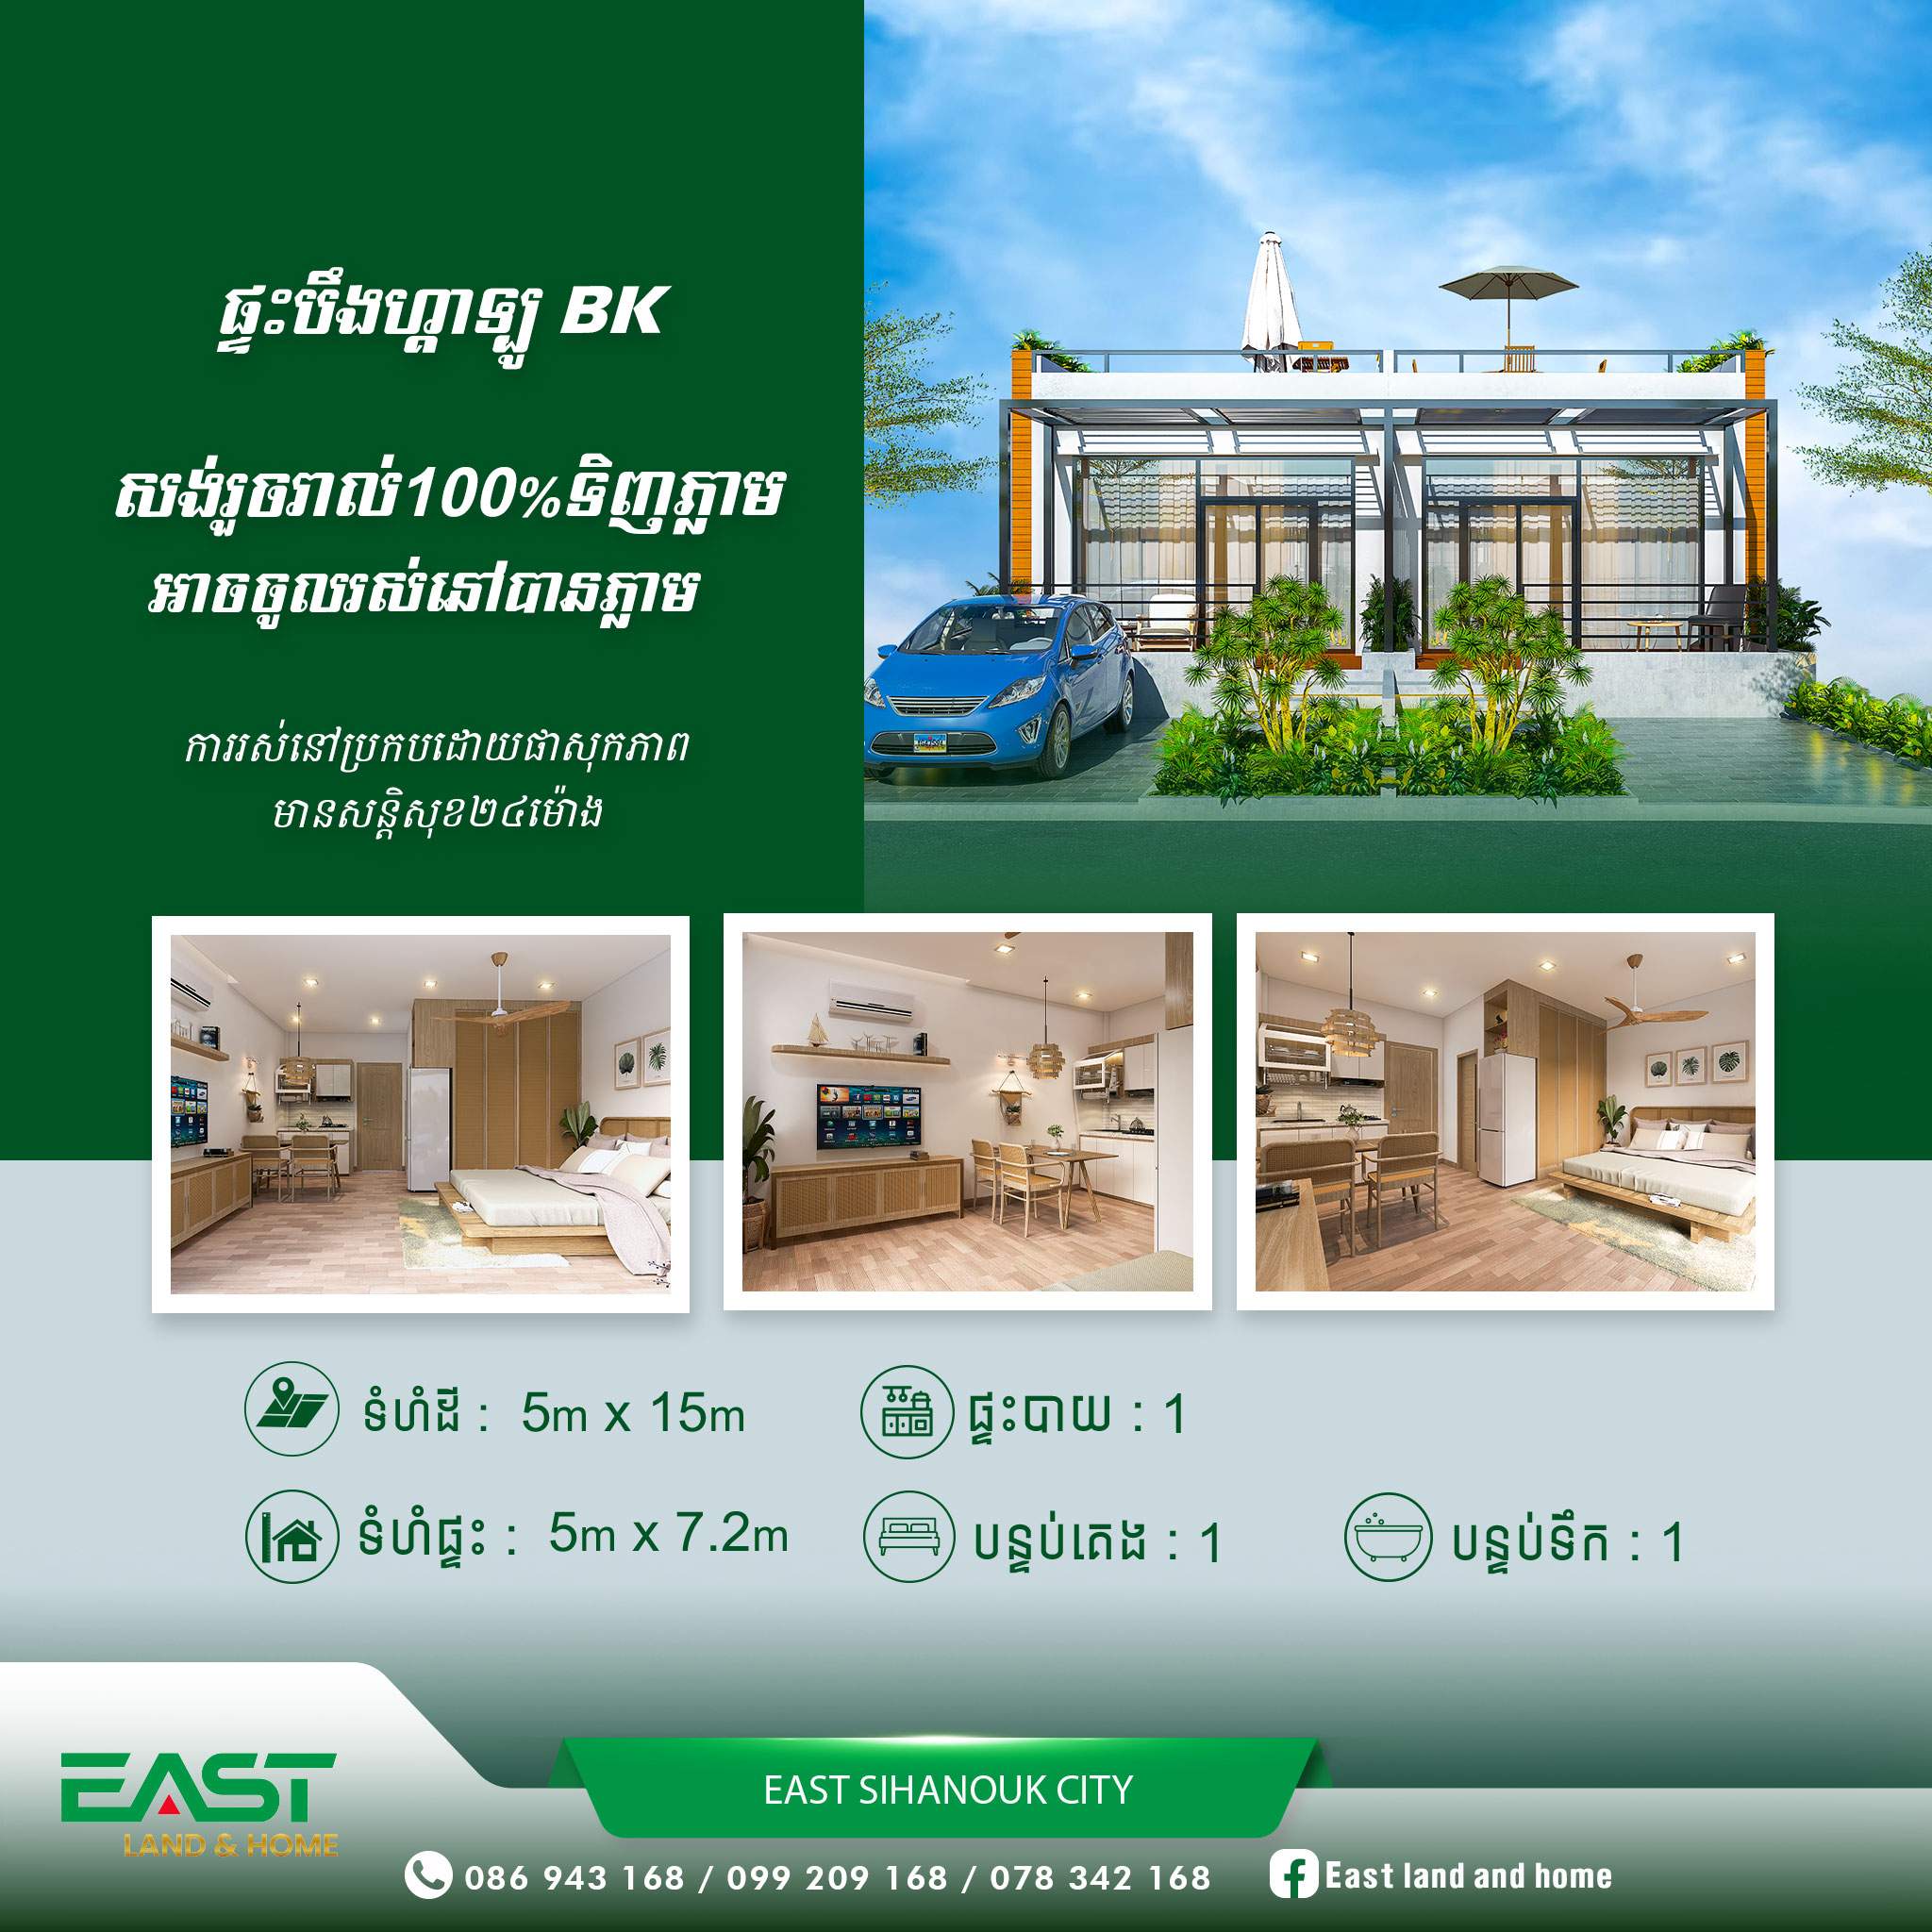 ផ្ទះបឹងហ្គាឡូ BK
សង់រួចរាល់100%ទិញភ្លាម
អាចចូលរស់នៅបានភ្លាម
ការរស់នៅប្រកបដោយផាសុកភាព
មានសន្តិសុខ២៤ម៉ោង
ទំហំដី : 5m x 15m
ផ្ទះបាយ : 1
ទំហំផ្ទះ : 5m x 7.2m
បន្ទប់គេង : 1
បន្ទប់ទឹក : 1
EAST
LAND & HOME
EAST SIHANOUK CITY
086 943 168 / 099 209 168 / 078 342 168
East land and home